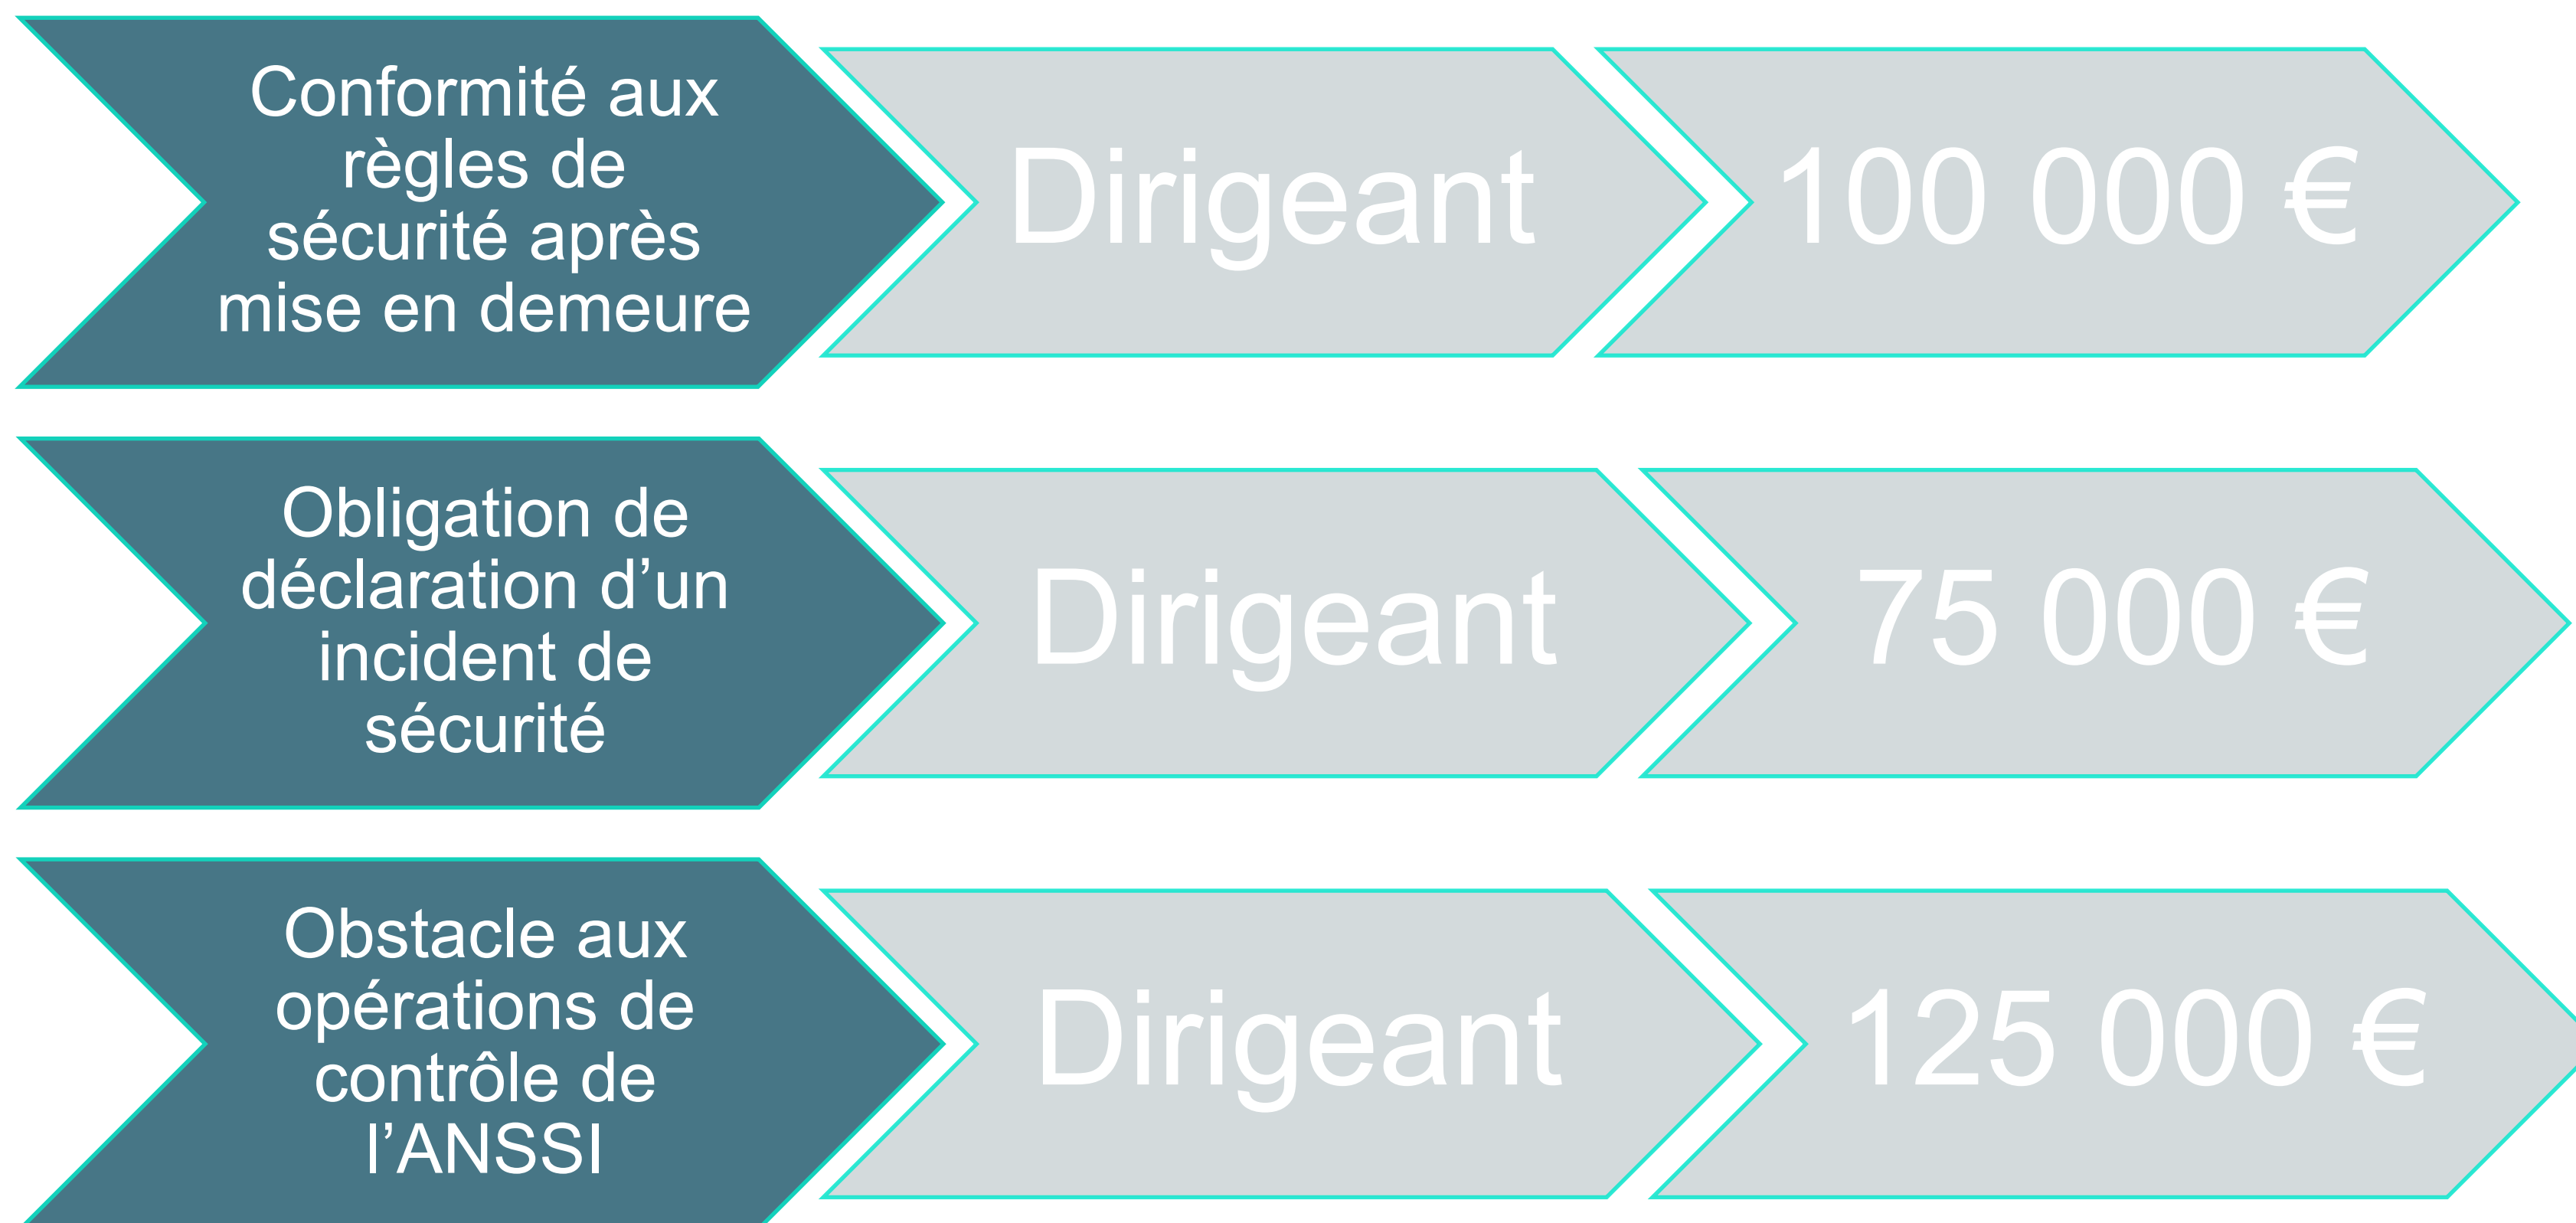 Conformité aux
règles de
sécurité après
mise en demeure
Dirigeant
100 000 €
Obligation de
déclaration d’un
incident de
sécurité
Dirigeant
75 000 €
Obstacle aux
opérations de
contrôle de
l’ANSSI
Dirigeant
125 000 €